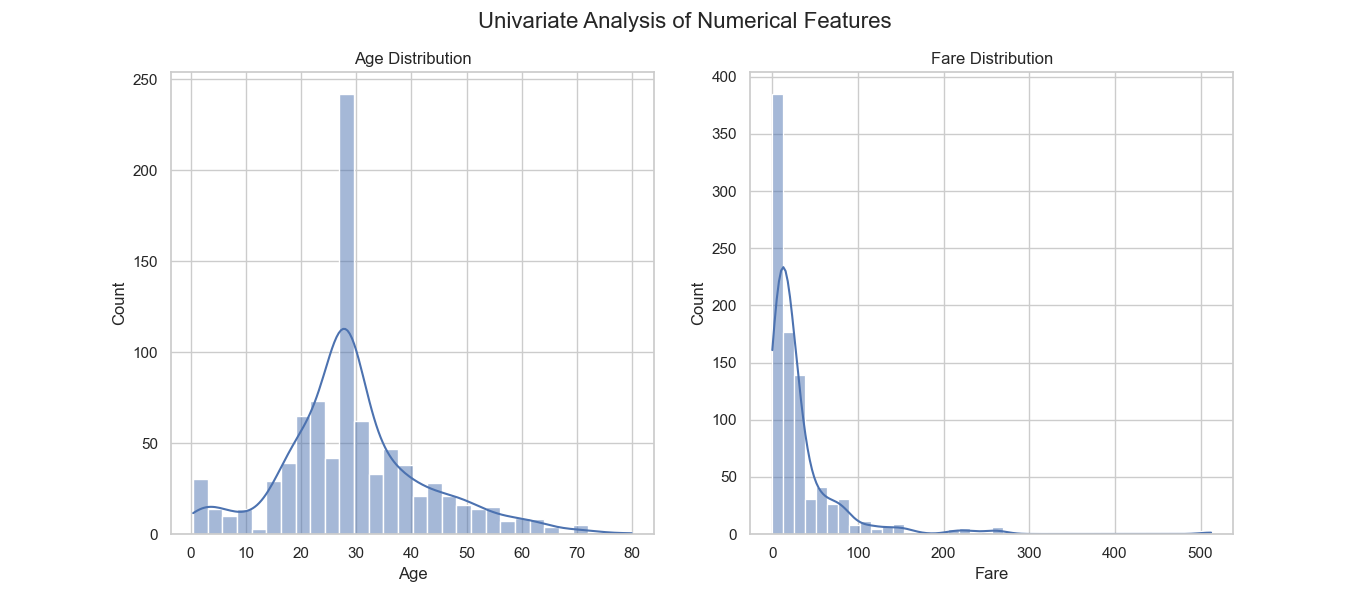 Univariate Analysis of Numerical Features
Age Distribution
250
200
150
100
50
0
Count
0 10 20 30 40 50 60 70 80
Age
Fare Distribution
400
350
300
250
200
150
100
50
0
Count
0 100 200 300 400 500
Fare